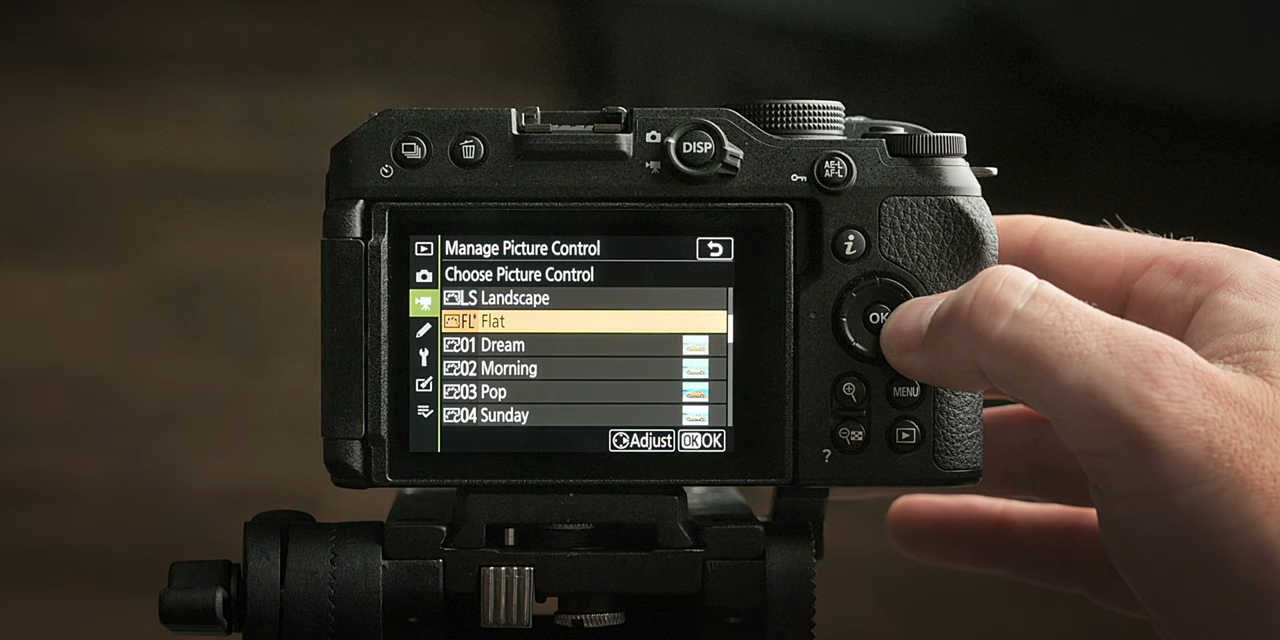 DISP
AE-L
AF-L
Manage Picture Control
Choose Picture Control
LS Landscape
FL* Flat
01 Dream
02 Morning
03 Pop
04 Sunday
Adjust OK OK
i
OK
MENU
?